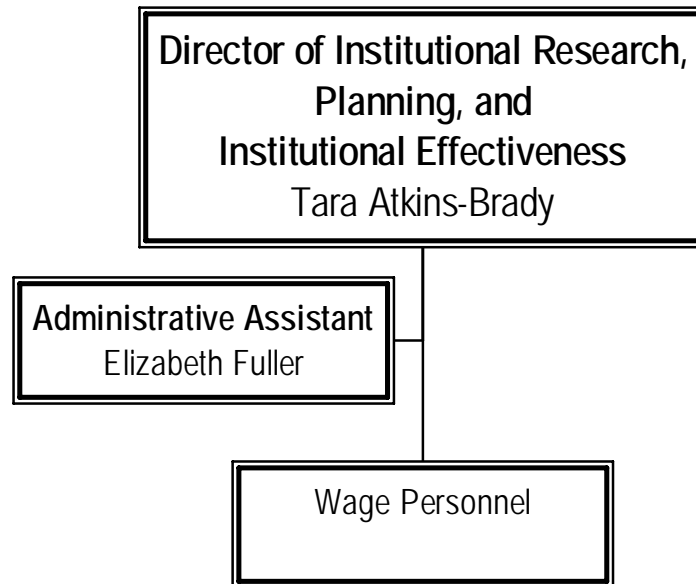 Director of Institutional Research,
Planning, and
Institutional Effectiveness
Tara Atkins-Brady
Administrative Assistant
Elizabeth Fuller
Wage Personnel